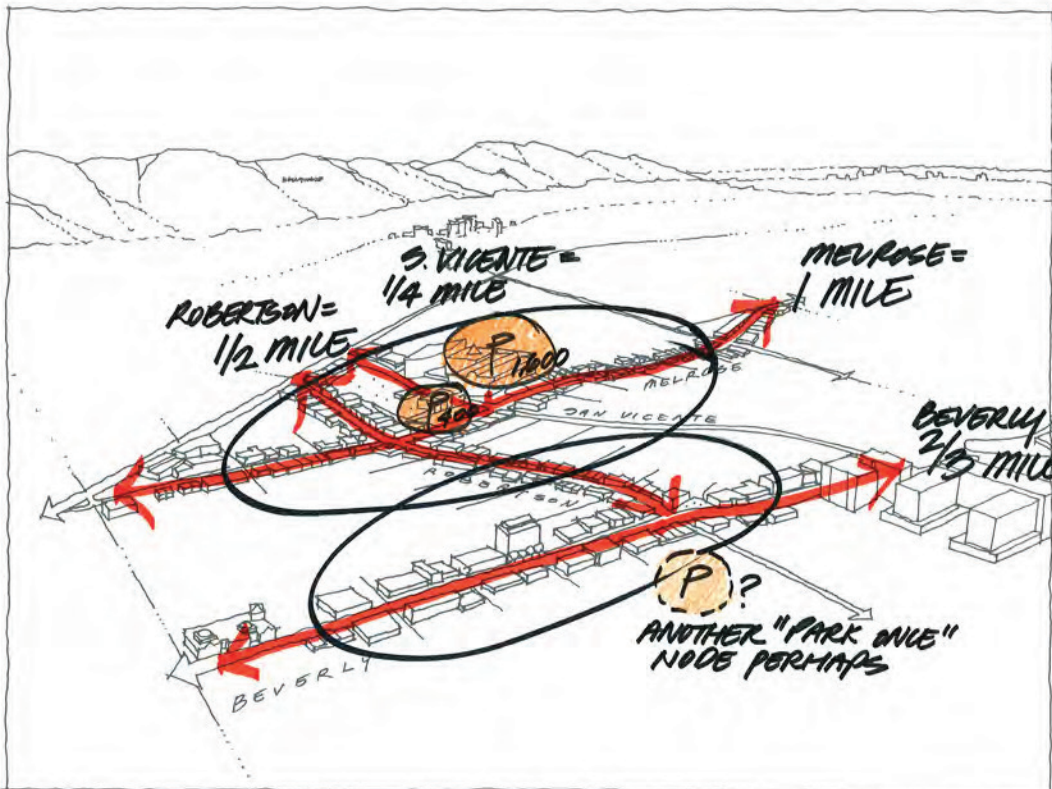 S. VICENTE =
1/4 MILE
MELROSE =
1 MILE
ROBERTSON =
1/2 MILE
P
1,600
P
400
MELROSE
SAN VICENTE
BEVERLY
2/3 MILE
ROBERTSON
P
?
ANOTHER "PARK ONCE"
NODE PERHAPS
BEVERLY